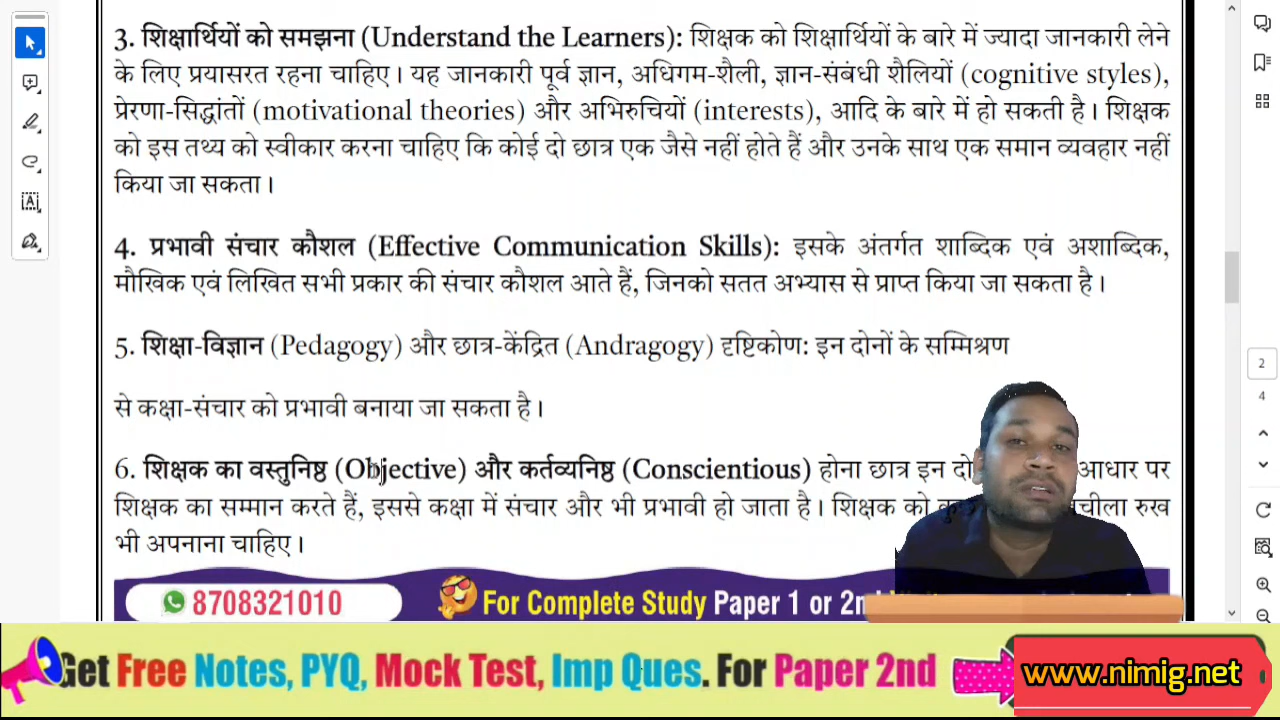 3. शिक्षार्थियों को समझना (Understand the Learners): शिक्षक को शिक्षार्थियों के बारे में ज्यादा जानकारी लेने
के लिए प्रयासरत रहना चाहिए। यह जानकारी पूर्व ज्ञान, अधिगम-शैली, ज्ञान-संबंधी शैलियों (cognitive styles),
प्रेरणा-सिद्धांतों (motivational theories) और अभिरुचियों (interests), आदि के बारे में हो सकती है। शिक्षक
को इस तथ्य को स्वीकार करना चाहिए कि कोई दो छात्र एक जैसे नहीं होते हैं और उनके साथ एक समान व्यवहार नहीं
किया जा सकता।
4. प्रभावी संचार कौशल (Effective Communication Skills): इसके अंतर्गत शाब्दिक एवं अशाब्दिक,
मौखिक एवं लिखित सभी प्रकार की संचार कौशल आते हैं, जिनको सतत अभ्यास से प्राप्त किया जा सकता है।
5. शिक्षा-विज्ञान (Pedagogy) और छात्र-केंद्रित (Andragogy) दृष्टिकोण: इन दोनों के सम्मिश्रण
से कक्षा-संचार को प्रभावी बनाया जा सकता है।
6. शिक्षक का वस्तुनिष्ठ (Objective) और कर्तव्यनिष्ठ (Conscientious) होना छात्र इन आधार पर
शिक्षक का सम्मान करते हैं, इससे कक्षा में संचार और भी प्रभावी हो जाता है। शिक्षक को रुख
भी अपनाना चाहिए।
8708321010 For Complete Study Paper 1 or
Get Free Notes, PYQ, Mock Test, Imp Ques. For Paper 2nd www.nimig.net
2
4